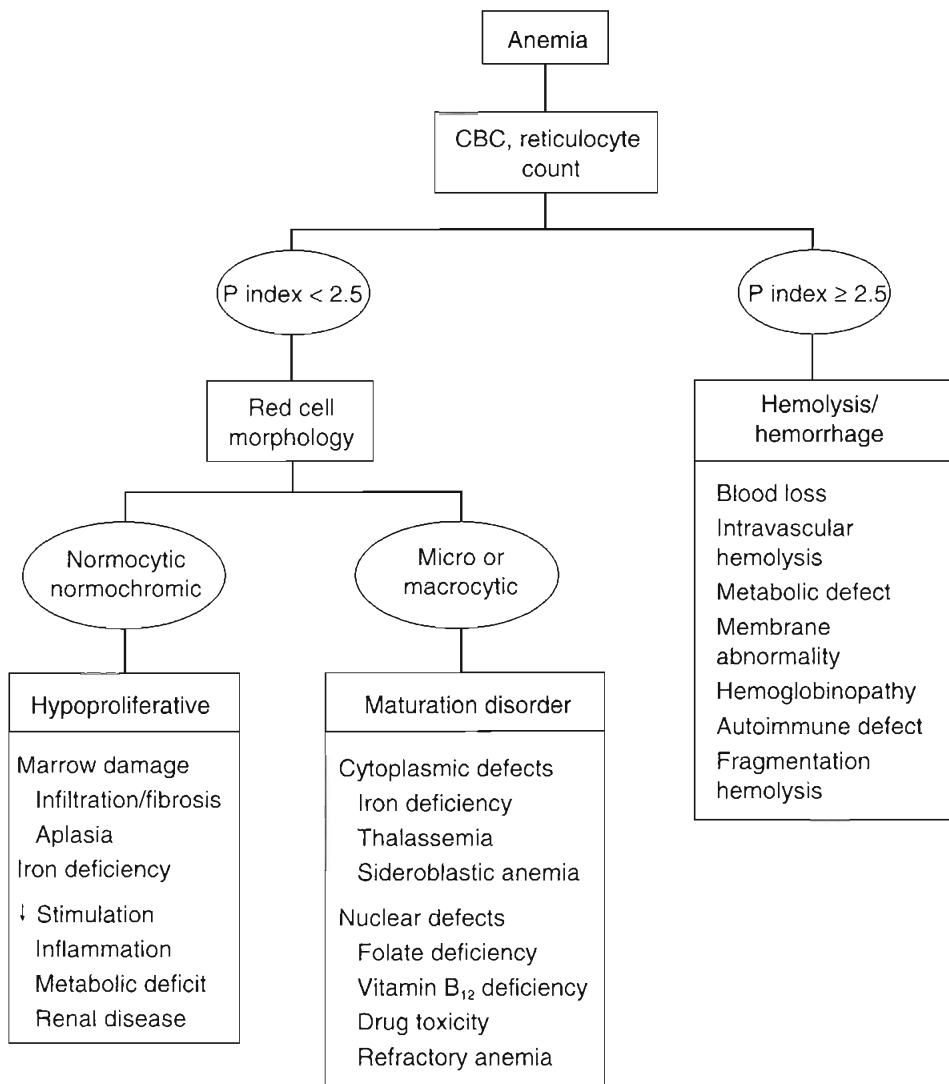 Anemia
CBC, reticulocyte
count
P index < 2.5
P index ≥ 2.5
Red cell
morphology
Normocytic
normochromic
Micro or
macrocytic
Hypoproliferative
Marrow damage
Infiltration/fibrosis
Aplasia
Iron deficiency
↓ Stimulation
Inflammation
Metabolic deficit
Renal disease
Maturation disorder
Cytoplasmic defects
Iron deficiency
Thalassemia
Sideroblastic anemia
Nuclear defects
Folate deficiency
Vitamin B₁₂ deficiency
Drug toxicity
Refractory anemia
Hemolysis/
hemorrhage
Blood loss
Intravascular
hemolysis
Metabolic defect
Membrane
abnormality
Hemoglobinopathy
Autoimmune defect
Fragmentation
hemolysis